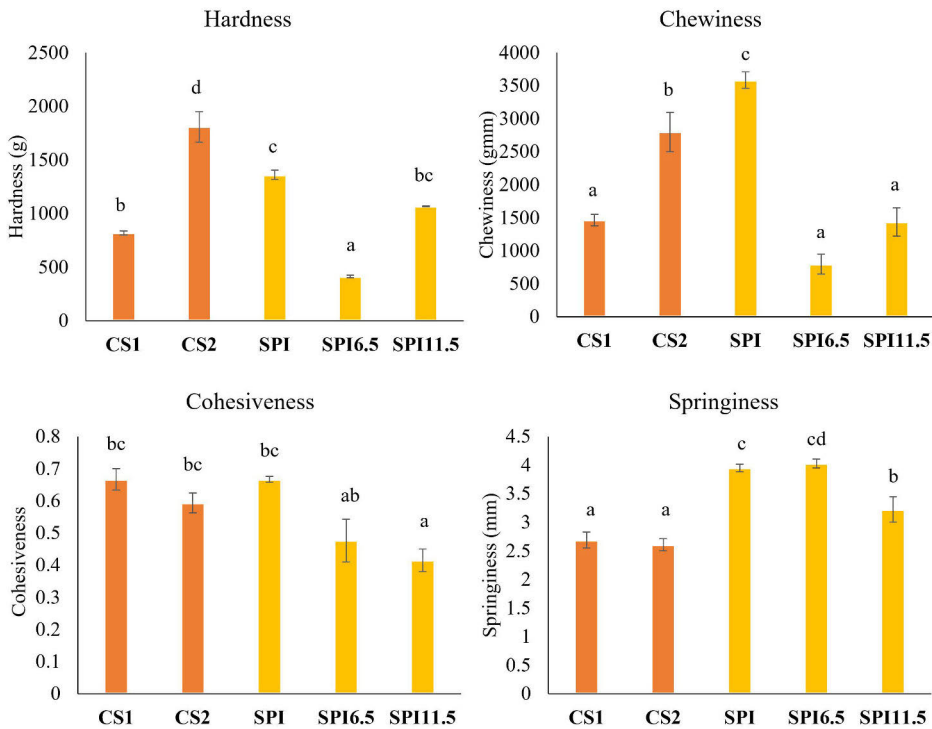 Hardness
Hardness (g)
2500
2000
1500
1000
500
0
b
d
c
a
bc
CS1 CS2 SPI SPI6.5 SPI11.5
Chewiness
Chewiness (gmm)
4000
3500
3000
2500
2000
1500
1000
500
0
a
b
c
a
a
CS1 CS2 SPI SPI6.5 SPI11.5
Cohesiveness
Cohesiveness
0.8
0.7
0.6
0.5
0.4
0.3
0.2
0.1
0
bc
bc
bc
ab
a
CS1 CS2 SPI SPI6.5 SPI11.5
Springiness
Springiness (mm)
4.5
4
3.5
3
2.5
2
1.5
1
0.5
0
a
a
c
cd
b
CS1 CS2 SPI SPI6.5 SPI11.5